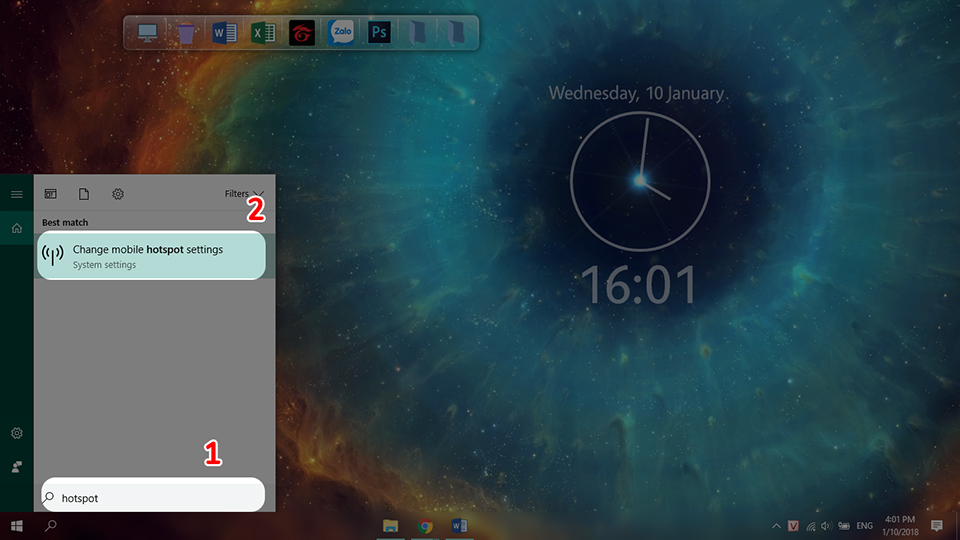 Zalo
Ps
Wednesday, 10 January
16:01
Filters
2
Best match
Change mobile hotspot settings
System settings
1
hotspot
V
ENG
4:01 PM
1/10/2018